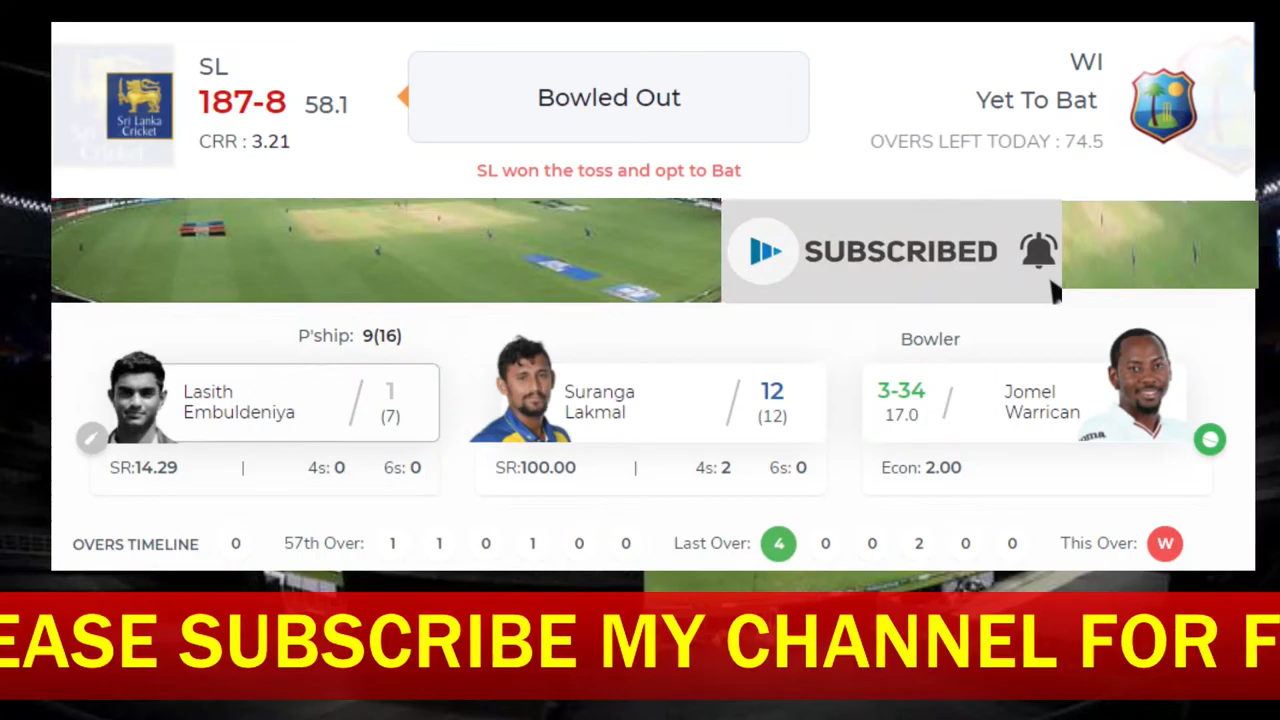 SL
187-8 58.1
CRR : 3.21
Sri Lanka
Cricket
Bowled Out
SL won the toss and opt to Bat
WI
Yet To Bat
OVERS LEFT TODAY : 74.5
SUBSCRIBED
P'ship: 9(16)
Lasith
Embuldeniya
1
(7)
SR:14.29 | 4s: 0 6s: 0
Suranga
Lakmal
12
(12)
SR:100.00 | 4s: 2 6s: 0
Bowler
3-34
17.0
Jomel
Warrican
Econ: 2.00
OVERS TIMELINE 0 57th Over: 1 1 0 1 0 0 Last Over: 4 0 0 2 0 0 This Over: W
EASE SUBSCRIBE MY CHANNEL FOR F